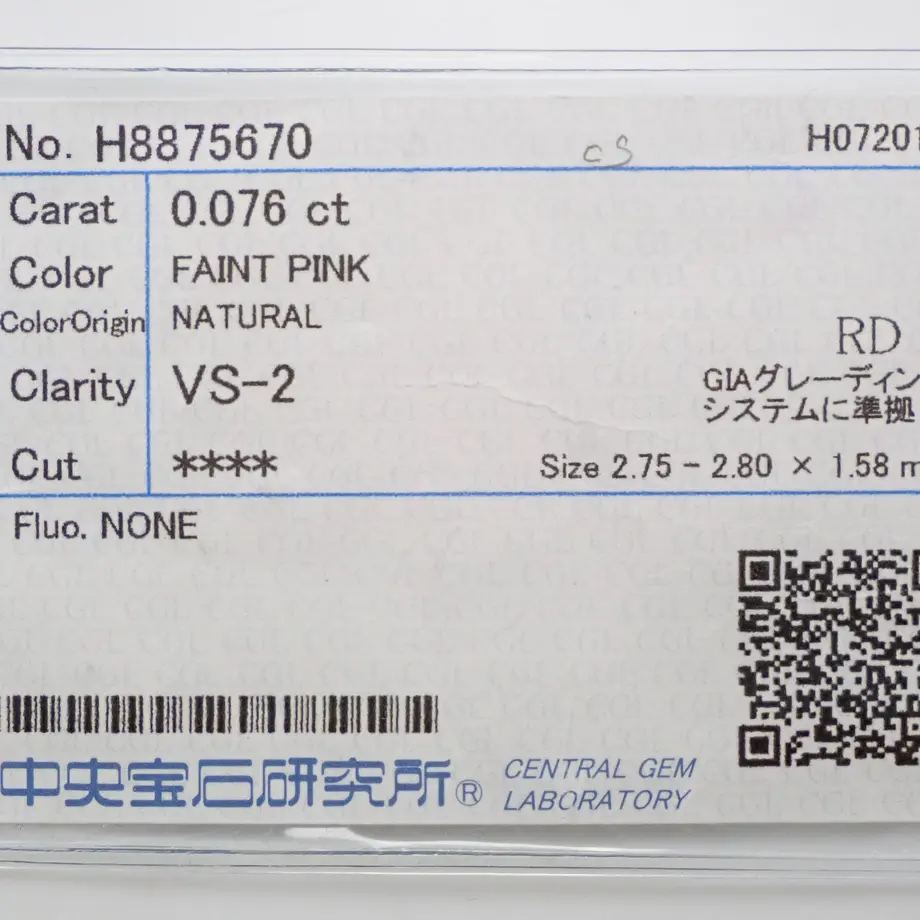 No. H8875670
cs
H07201
Carat 0.076 ct
Color FAINT PINK
ColorOrigin NATURAL
RD
Clarity VS-2
GIAグレーディン
システムに準拠
Cut ****
Size 2.75 - 2.80 × 1.58 m
Fluo. NONE
中央宝石研究所®
CENTRAL GEM
LABORATORY